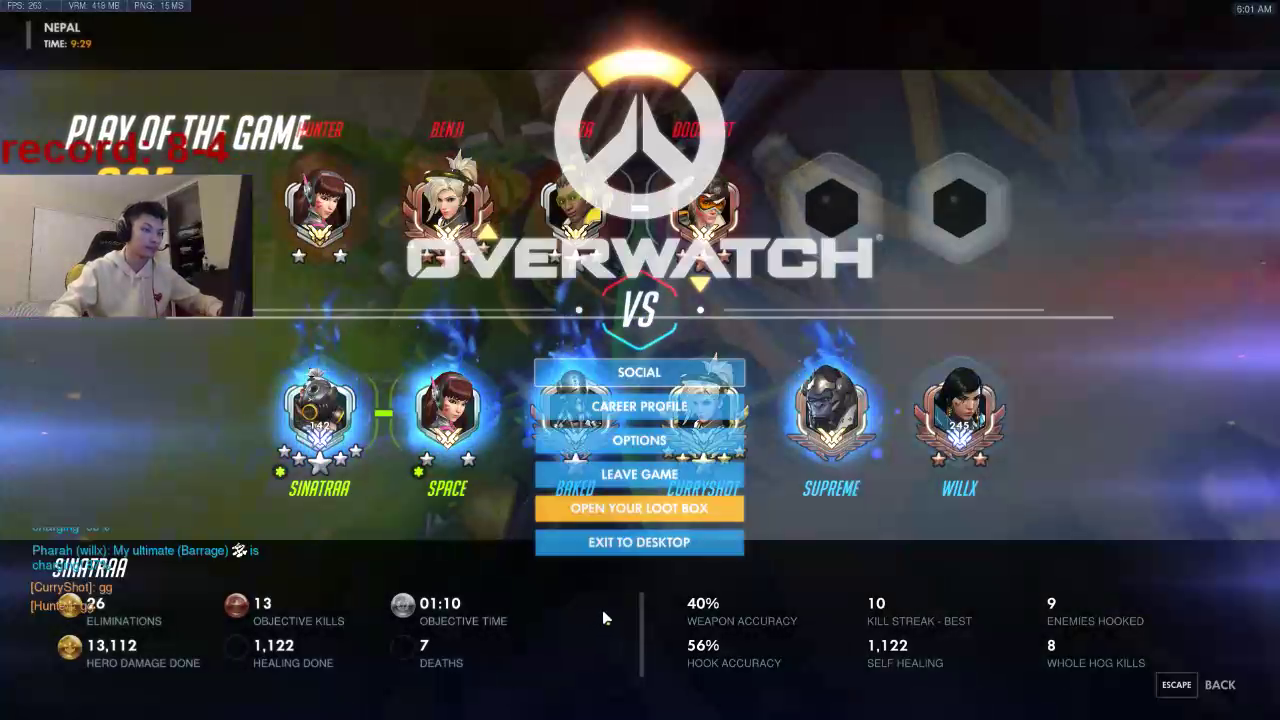 FPS: 263 VRM: 418 MB PNG: 15 MS
6:01 AM
NEPAL
TIME: 9:29
PLAY OF THE GAME
record: 8-4
HUNTER BENJI
OVERWATCH
VS
SOCIAL
CAREER PROFILE
OPTIONS
LEAVE GAME
OPEN YOUR LOOT BOX
EXIT TO DESKTOP
142
245
SINATRAA SPACE BAKED CURRYSHOT SUPREME WILLX
Pharah (willx): My ultimate (Barrage) is
SINATRAA
[CurryShot]: gg
[Hunter]: gg
26 ELIMINATIONS
13 OBJECTIVE KILLS
01:10 OBJECTIVE TIME
13,112 HERO DAMAGE DONE
1,122 HEALING DONE
7 DEATHS
40% WEAPON ACCURACY
10 KILL STREAK - BEST
9 ENEMIES HOOKED
56% HOOK ACCURACY
1,122 SELF HEALING
8 WHOLE HOG KILLS
ESCAPE BACK